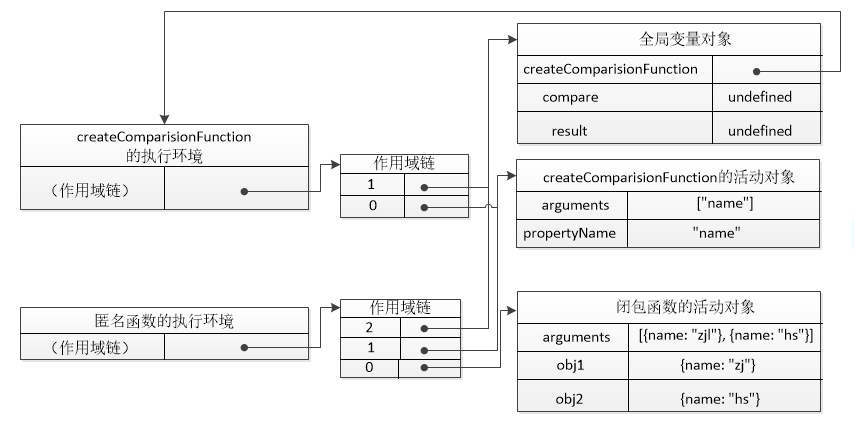 全局变量对象
createComparisionFunction
compare undefined
result undefined
createComparisionFunction
的执行环境
（作用域链）
作用域链
1
0
createComparisionFunction的活动对象
arguments ["name"]
propertyName "name"
匿名函数的执行环境
（作用域链）
作用域链
2
1
0
闭包函数的活动对象
arguments [{name: "zjl"}, {name: "hs"}]
obj1 {name: "zj"}
obj2 {name: "hs"}